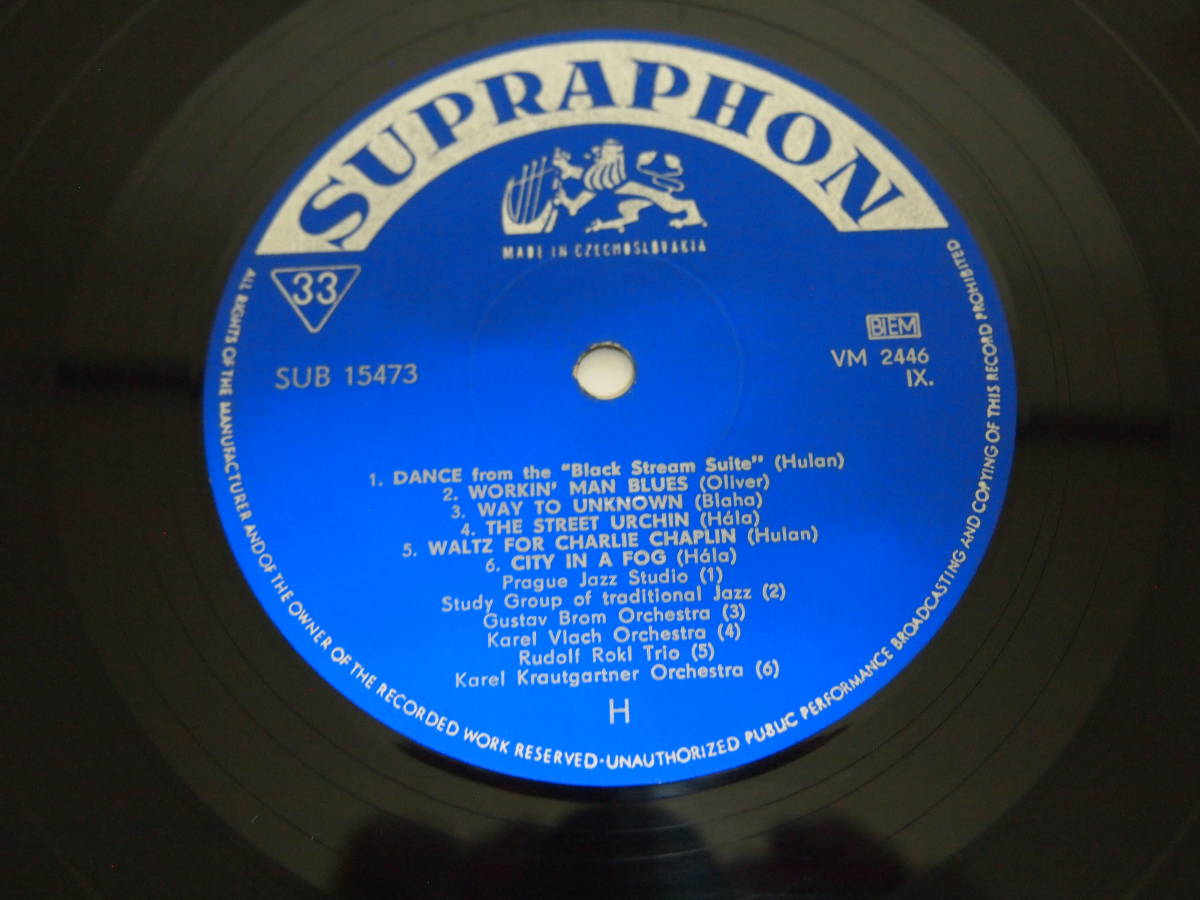 SUPRAPHON
MADE IN CZECHOSLOVAKIA
33
BIEM
SUB 15473
VM 2446
IX.
1. DANCE from the "Black Stream Suite" (Hulan)
2. WORKIN' MAN BLUES (Oliver)
3. WAY TO UNKNOWN (Blaha)
4. THE STREET URCHIN (Hála)
5. WALTZ FOR CHARLIE CHAPLIN (Hulan)
6. CITY IN A FOG (Hála)
Prague Jazz Studio (1)
Study Group of traditional Jazz (2)
Gustav Brom Orchestra (3)
Karel Vlach Orchestra (4)
Rudolf Rokl Trio (5)
Karel Krautgartner Orchestra (6)
H
ALL RIGHTS OF THE MANUFACTURER AND OF THE OWNER OF THE RECORDED WORK RESERVED·UNAUTHORIZED PUBLIC PERFORMANCE BROADCASTING AND COPYING OF THIS RECORD PROHIBITED